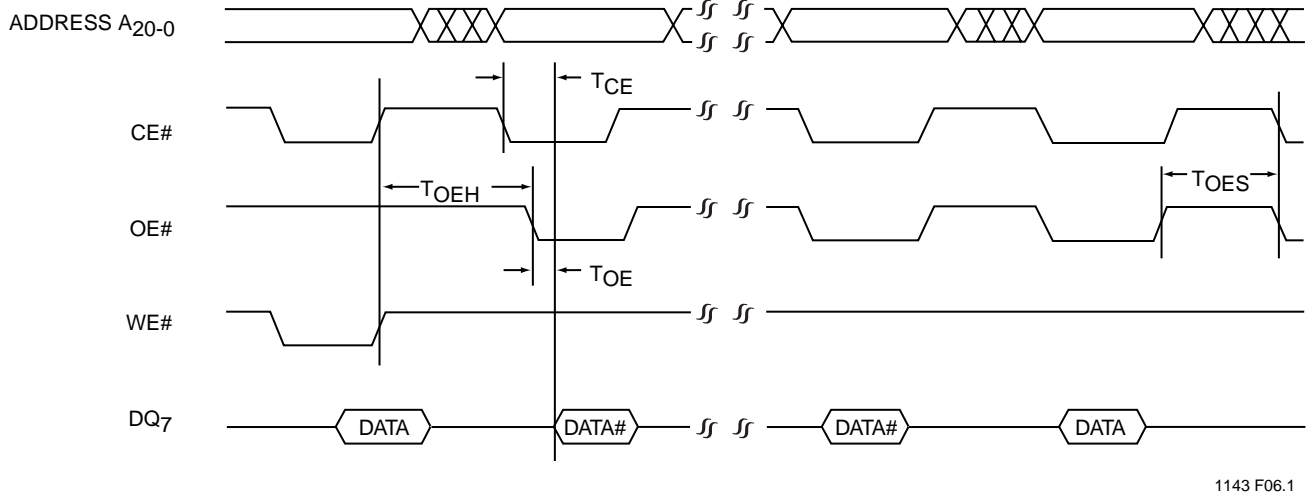 ADDRESS A20-0
TCE
CE#
TOEH
TOES
OE#
TOE
WE#
DQ7
DATA
DATA#
DATA#
DATA
1143 F06.1